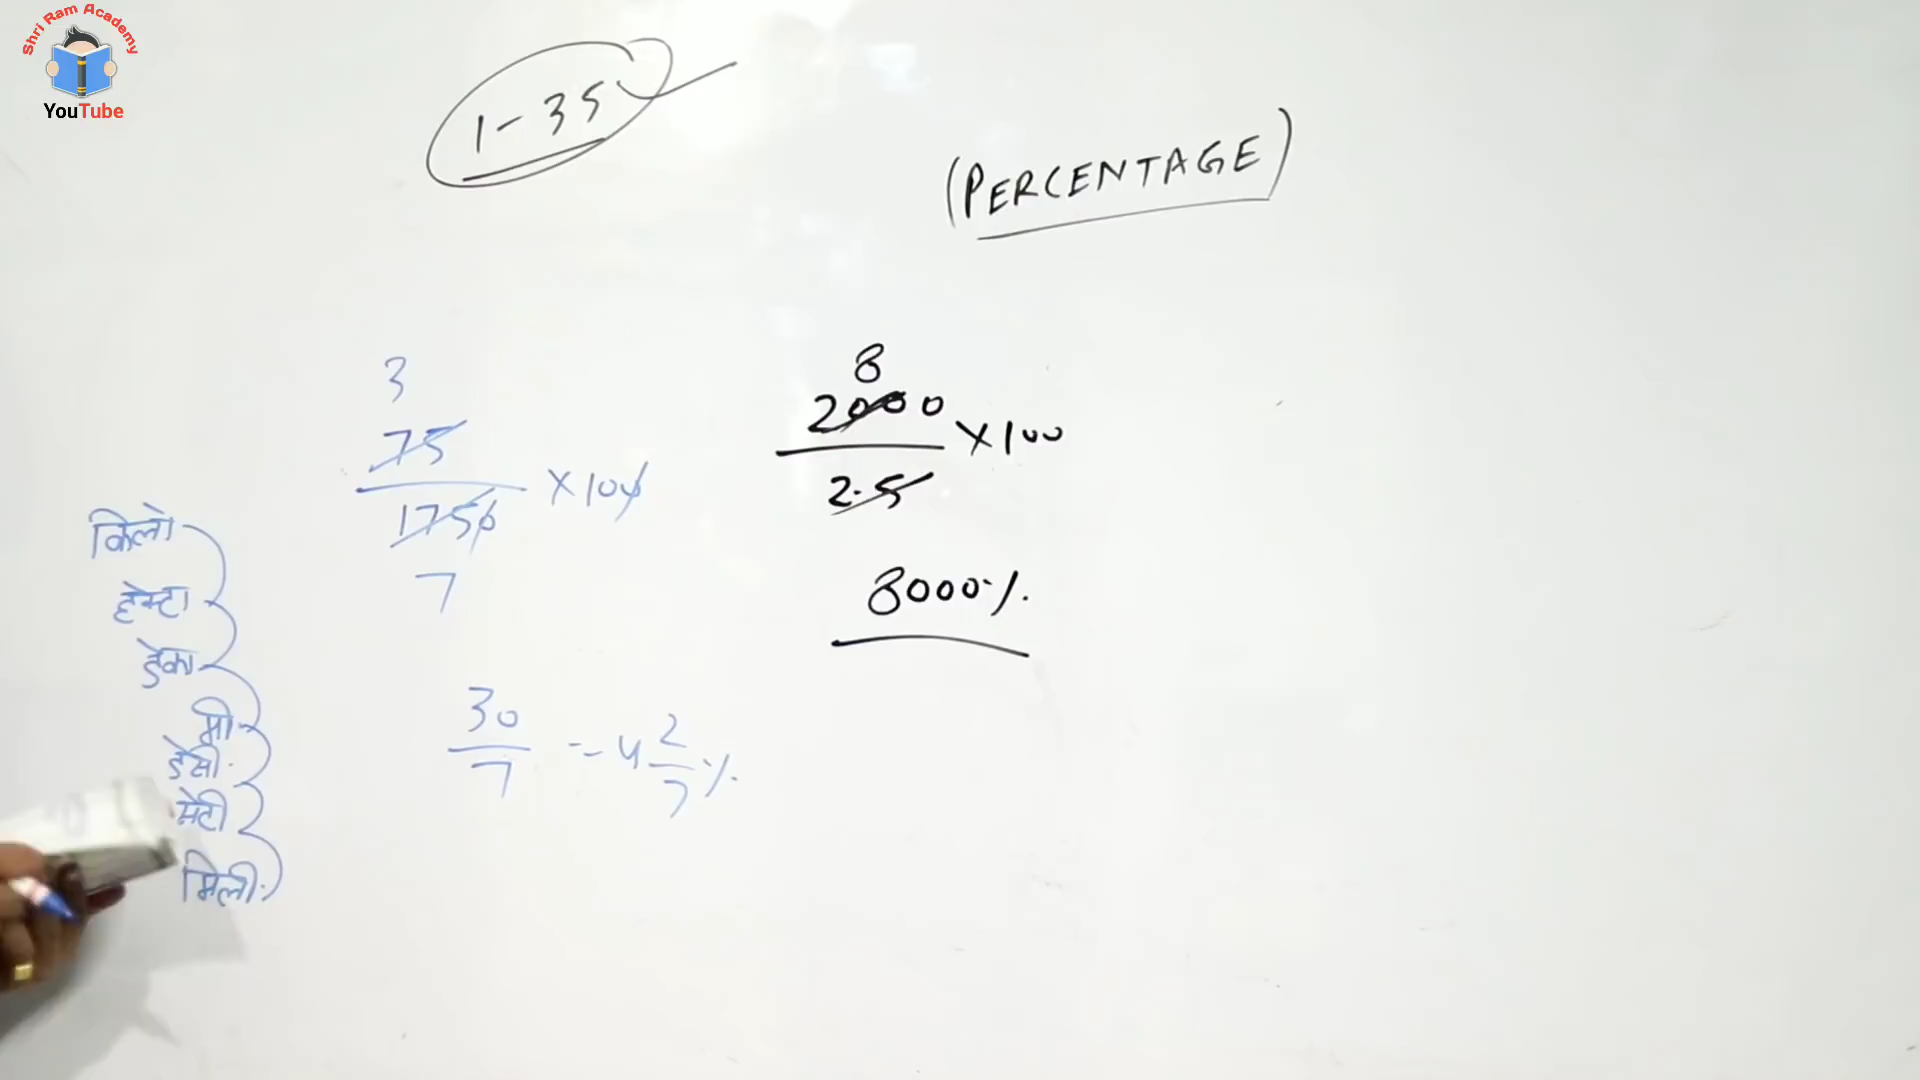 Shri Ram Academy
YouTube
1-35
(PERCENTAGE)
3
75
1750
× 100
7
30
7
= 4 2/7 %
8
2000
2.5
× 100
8000%
किलो
हेक्टा
डेका
मी
डेसी.
सेंटी
मिली.